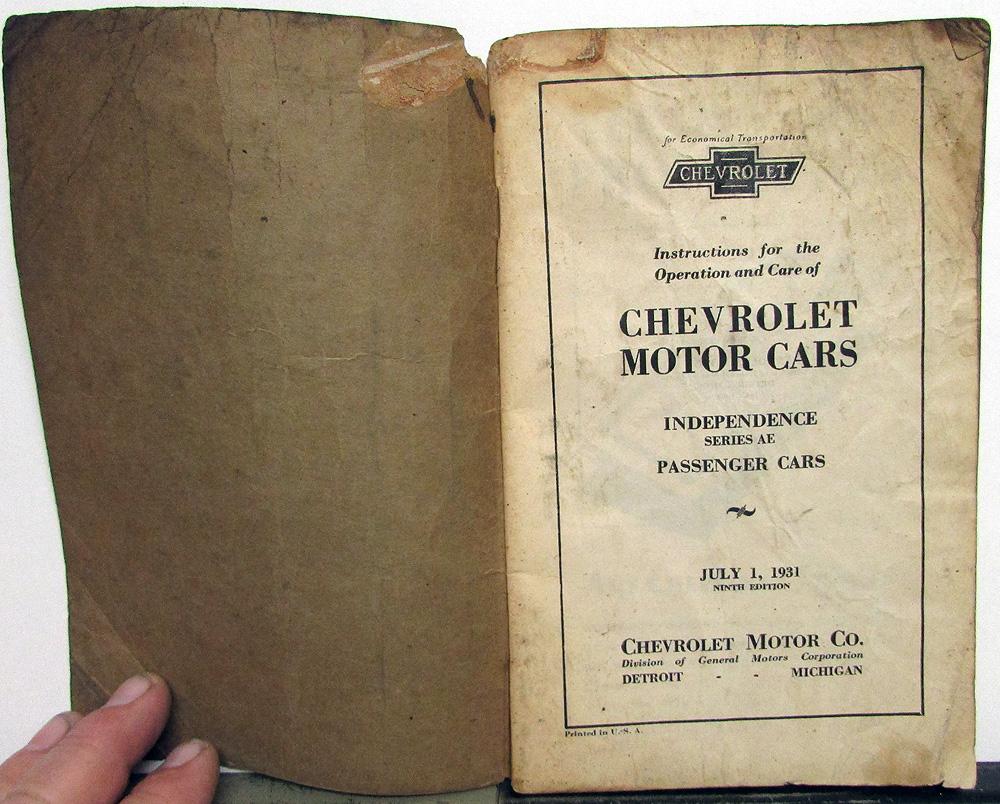 for Economical Transportation
CHEVROLET
Instructions for the
Operation and Care of
CHEVROLET
MOTOR CARS
INDEPENDENCE
SERIES AE
PASSENGER CARS
JULY 1, 1931
NINTH EDITION
CHEVROLET MOTOR CO.
Division of General Motors Corporation
DETROIT - - MICHIGAN
Printed in U. S. A.